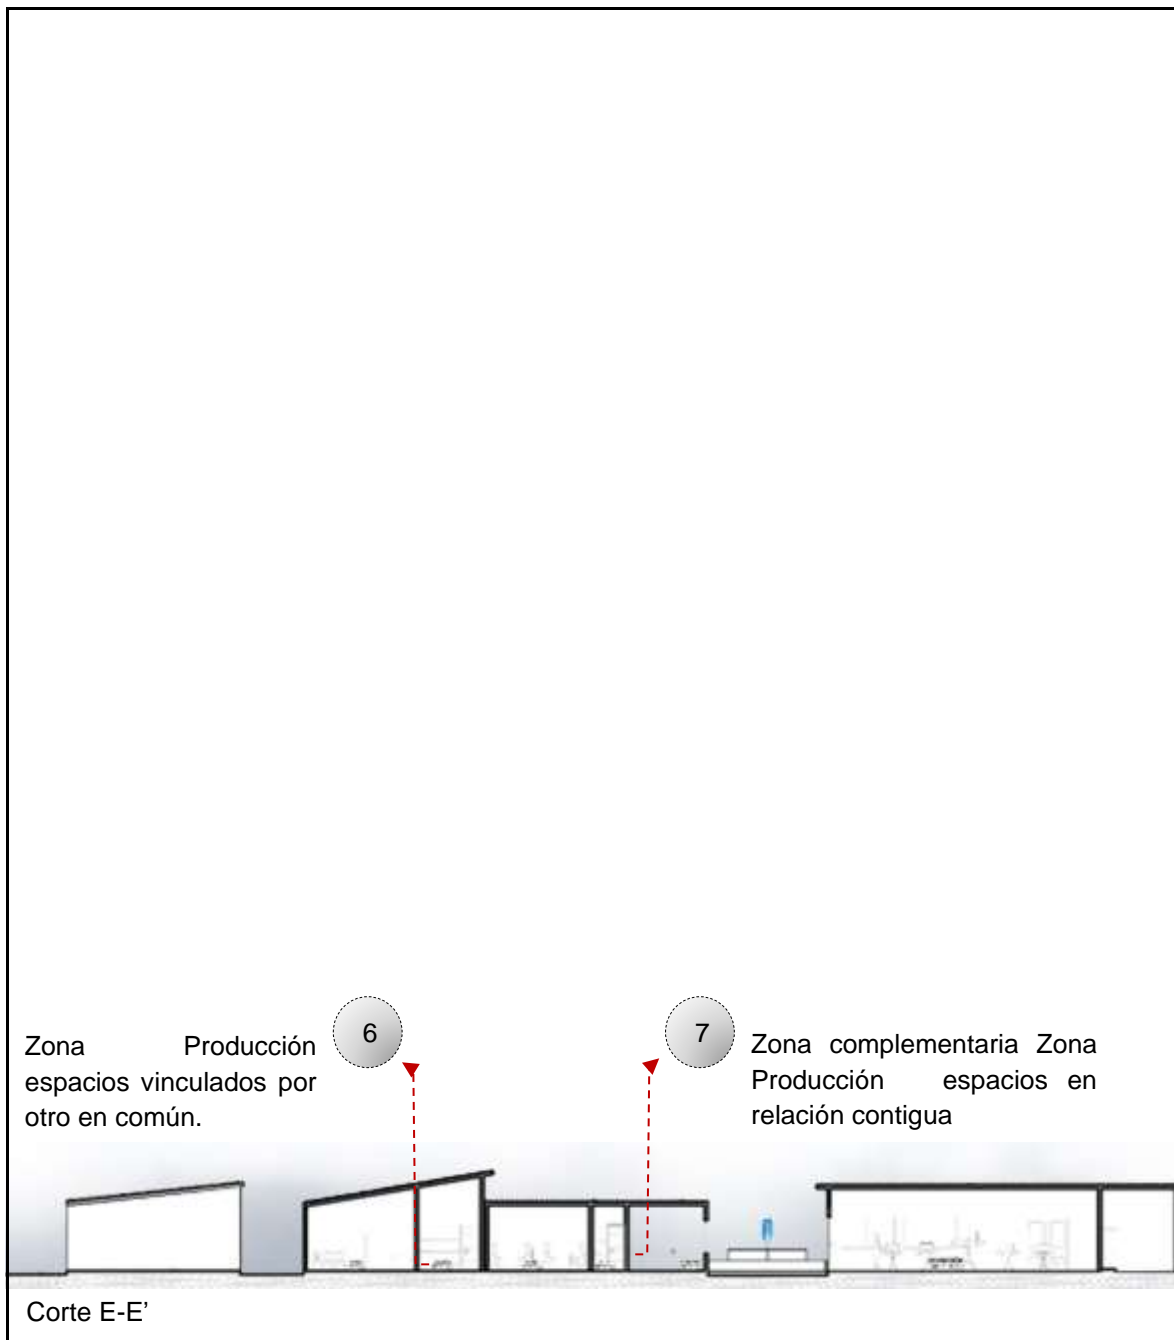 6
Zona Producción
espacios vinculados por
otro en común.
7
Zona complementaria Zona
Producción espacios en
relación contigua
Corte E-E’